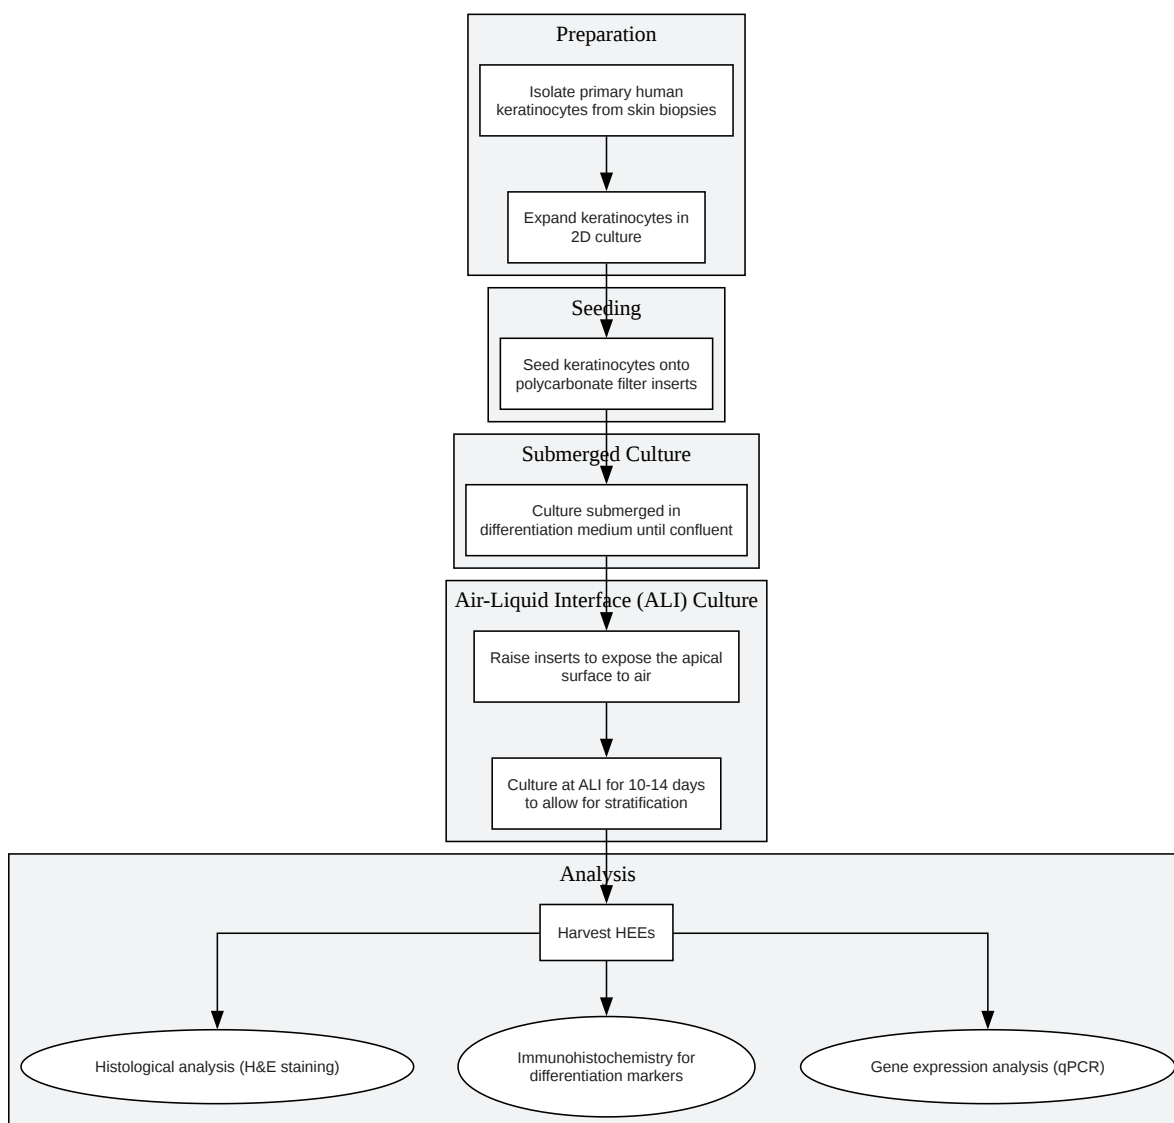 Preparation
Isolate primary human
keratinocytes from skin biopsies
Expand keratinocytes in
2D culture
Seeding
Seed keratinocytes onto
polycarbonate filter inserts
Submerged Culture
Culture submerged in
differentiation medium until confluent
Air-Liquid Interface (ALI) Culture
Raise inserts to expose the apical
surface to air
Culture at ALI for 10-14 days
to allow for stratification
Analysis
Harvest HEEs
Histological analysis (H&E staining)
Immunohistochemistry for
differentiation markers
Gene expression analysis (qPCR)